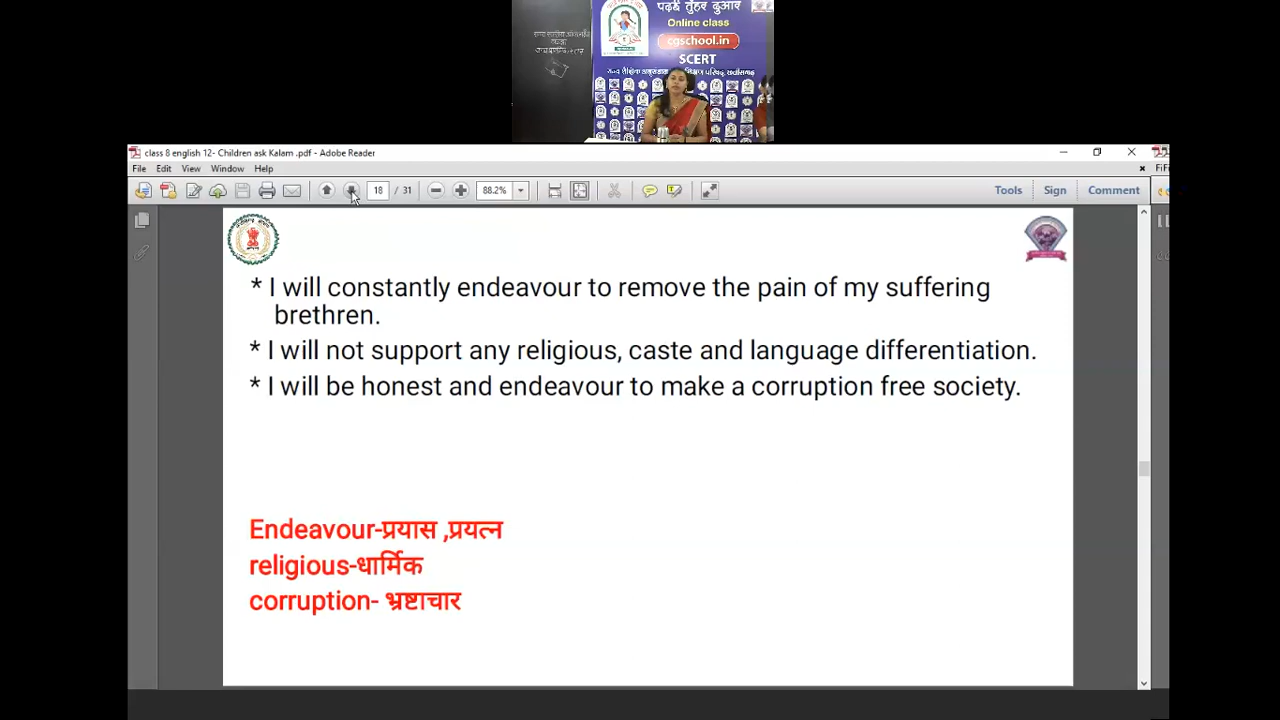 पढ़ई तुंहर दुआर
Online class
cgschool.in
SCERT
class 8 english 12- Children ask Kalam .pdf - Adobe Reader
File Edit View Window Help
18 / 31 88.2% Tools Sign Comment
* I will constantly endeavour to remove the pain of my suffering
brethren.
* I will not support any religious, caste and language differentiation.
* I will be honest and endeavour to make a corruption free society.
Endeavour-प्रयास ,प्रयत्न
religious-धार्मिक
corruption- भ्रष्टाचार